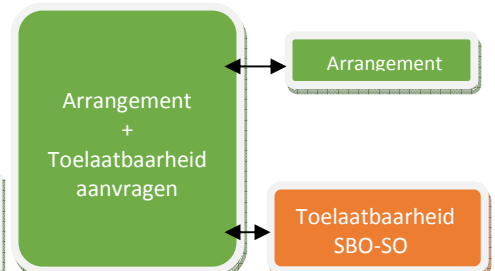 Arrangement
+
Toelaatbaarheid
aanvragen
Arrangement
Toelaatbaarheid
SBO-SO